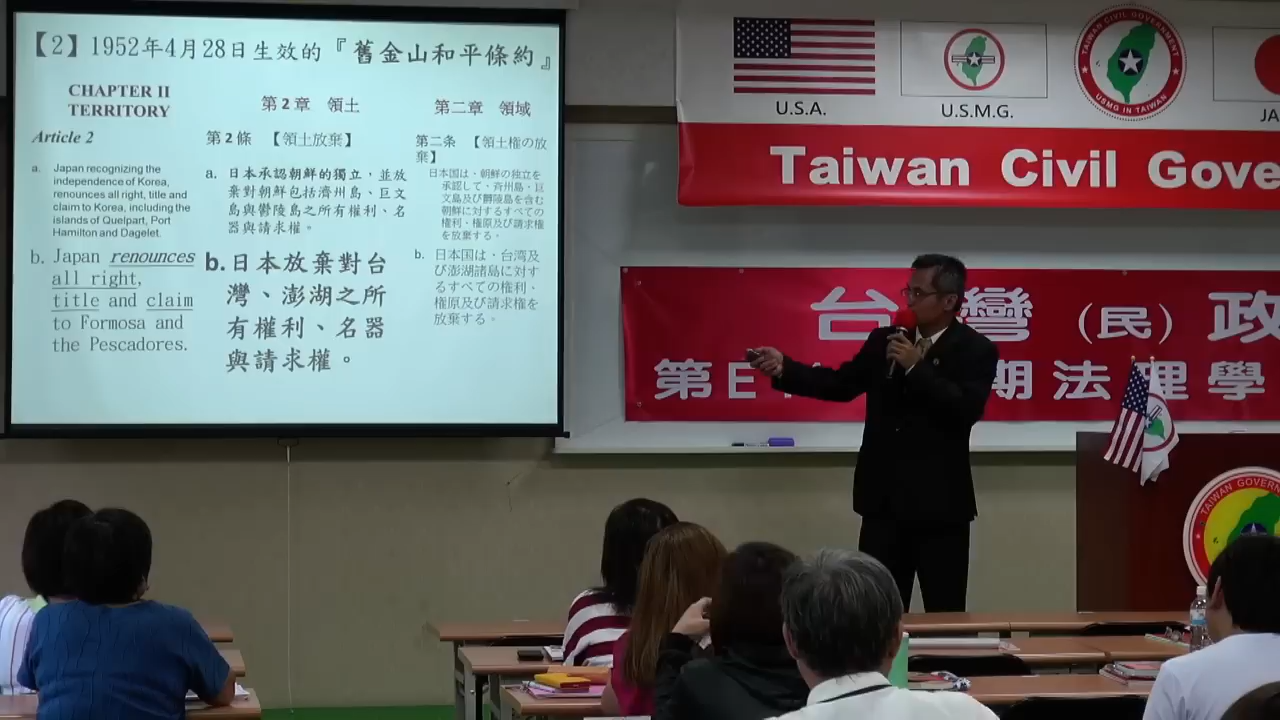 【2】1952年4月28日生效的『舊金山和平條約』
CHAPTER II
TERRITORY
Article 2
a. Japan recognizing the
independence of Korea,
renounces all right, title and
claim to Korea, including the
islands of Quelpart, Port
Hamilton and Dagelet.
b. Japan renounces
all right,
title and claim
to Formosa and
the Pescadores.
第2章 領土
第2條 【領土放棄】
a. 日本承認朝鮮的獨立，並放
棄對朝鮮包括濟州島、巨文
島與鬱陵島之所有權利、名
器與請求權。
b.日本放棄對台
灣、澎湖之所
有權利、名器
與請求權。
第二章 領域
第二条 【領土権の放
棄】
日本国は、朝鮮の独立を
承認して、斉州島、巨
文島及び欝陵島を含む
朝鮮に対するすべての
権利、権原及び請求権
を放棄する。
b. 日本国は、台湾及
び澎湖諸島に対す
るすべての権利、
権原及び請求権を
放棄する。
U.S.A.
U.S.M.G.
TAIWAN CIVIL GOVERNMENT
USMG IN TAIWAN
JA
Taiwan Civil Gove
台灣（民）政
第E 期法理學
TAIWAN GOVERN